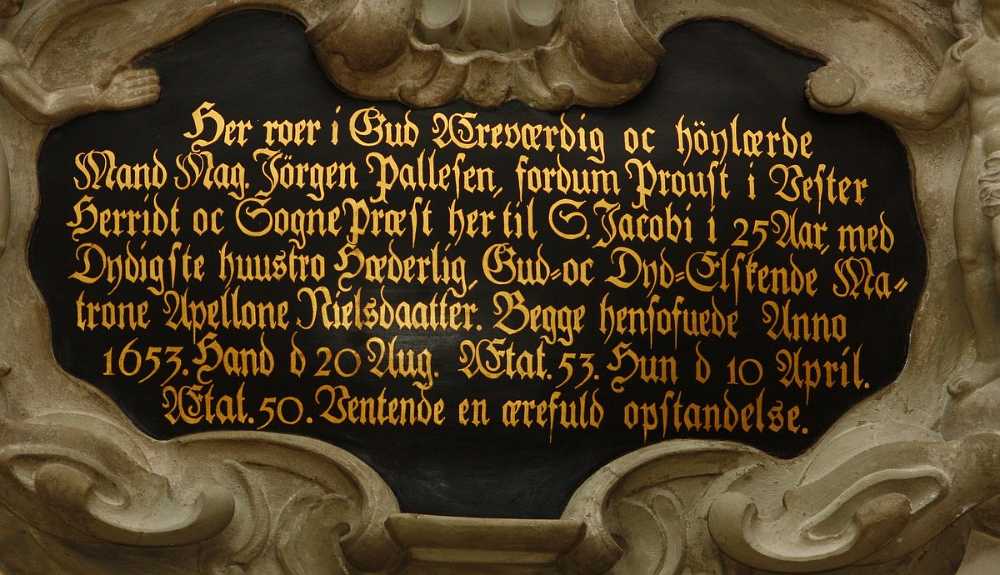 Her roer i Gud Æreværdig oc höylærde
Mand Mag. Jörgen Pallesen, fordum Proust i Vester
Herridt oc Sogne Præst her til S. Jacobi i 25 Aar, med
Dydigste huustro Hæderlig, Gud=oc Dyd=Elskende Ma=
trone Apellone Nielsdaatter. Begge hensofuede Anno
1653. Hand d 20 Aug. Ætat. 53. Hun d 10 April.
Ætat. 50. Ventende en ærefuld opstandelse.